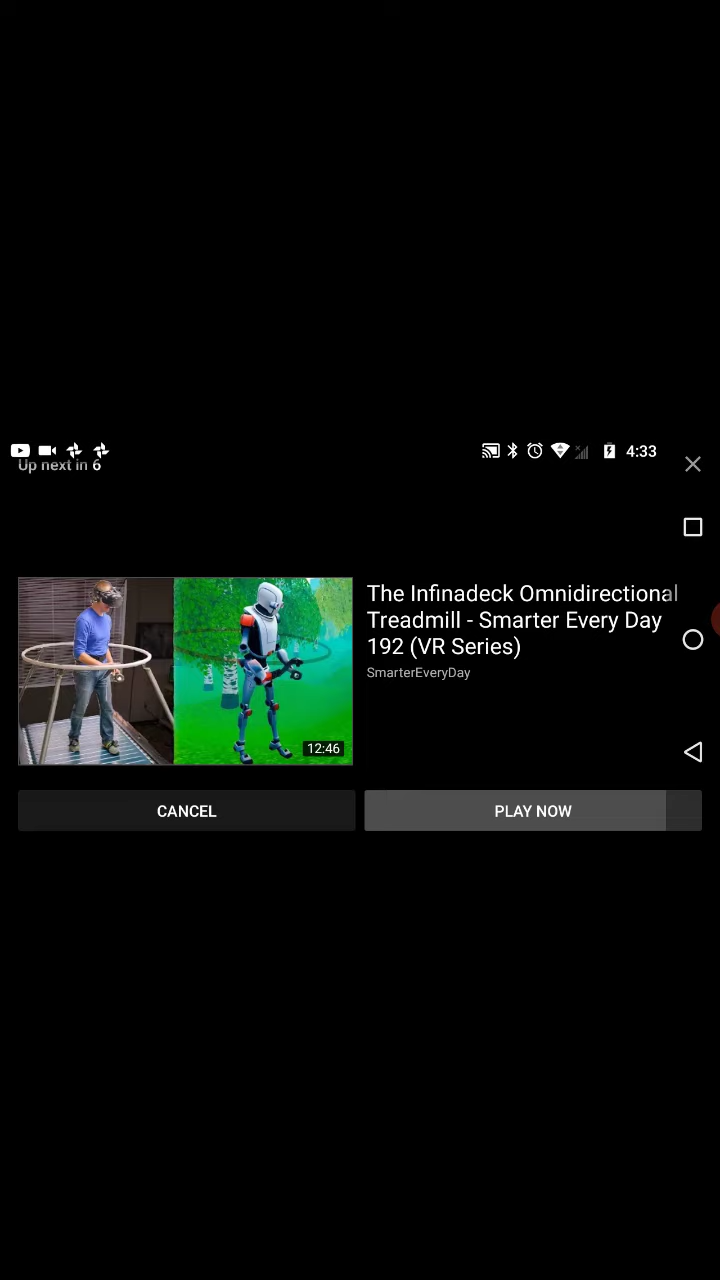 4:33
Up next in 6
The Infinadeck Omnidirectional
Treadmill - Smarter Every Day
192 (VR Series)
SmarterEveryDay
12:46
CANCEL
PLAY NOW